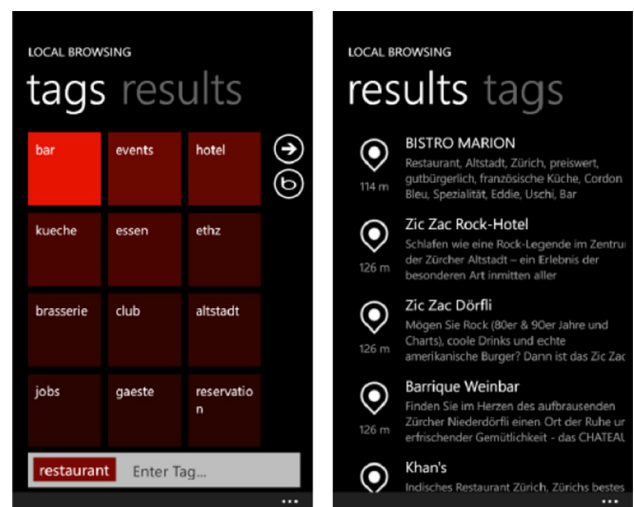 LOCAL BROWSING
tags results
bar events hotel
kueche essen ethz
brasserie club altstadt
jobs gaeste reservatio
n
restaurant Enter Tag...
LOCAL BROWSING
results tags
BISTRO MARION
Restaurant, Altstadt, Zürich, preiswert,
gutbürgerlich, französische Küche, Cordon
114 m
Bleu, Spezialität, Eddie, Uschi, Bar
Zic Zac Rock-Hotel
Schlafen wie eine Rock-Legende im Zentru
der Zürcher Altstadt – ein Erlebnis der
126 m
besonderen Art inmitten aller
Zic Zac Dörfli
Mögen Sie Rock (80er & 90er Jahre und
Charts), coole Drinks und echte
126 m
amerikanische Burger? Dann ist das Zic Zac
Barrique Weinbar
Finden Sie im Herzen des aufbrausenden
Zürcher Niederdörfli einen Ort der Ruhe un
126 m
erfrischender Gemütlichkeit - das CHATEAU
Khan's
Indisches Restaurant Zürich, Zürichs bestes